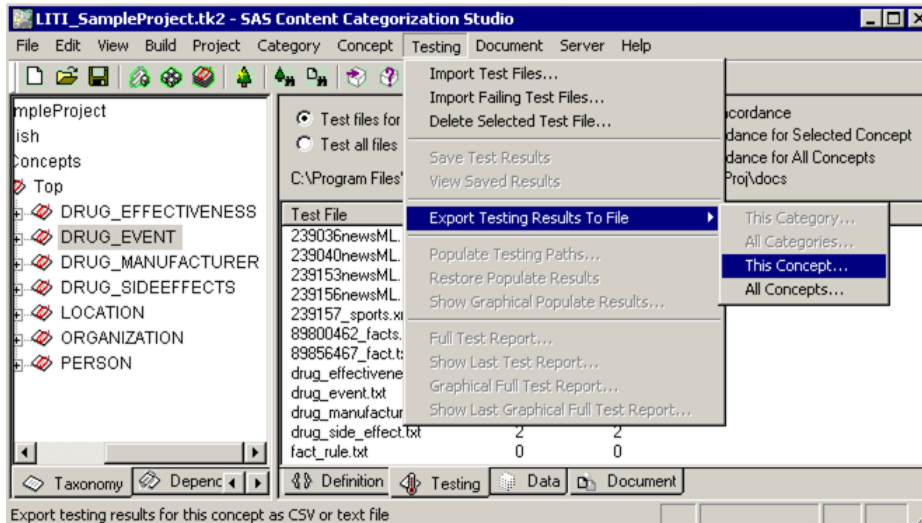 LITI_SampleProject.tk2 - SAS Content Categorization Studio
File Edit View Build Project Category Concept Testing Document Server Help
mpleProject
ish
Concepts
Top
DRUG_EFFECTIVENESS
DRUG_EVENT
DRUG_MANUFACTURER
DRUG_SIDEEFFECTS
LOCATION
ORGANIZATION
PERSON
Taxonomy Depenc
Test files for
Test all files
C:\Program Files'
cordance
dance for Selected Concept
dance for All Concepts
Proj\docs
Test File
239036newsML.
239040newsML.
239153newsML.
239156newsML.
239157_sports.x
89800462_facts.
89856467_fact.t
drug_effectivene
drug_event.txt
drug_manufactur
drug_side_effect.txt 2 2
fact_rule.txt 0 0
Import Test Files...
Import Failing Test Files...
Delete Selected Test File...
Save Test Results
View Saved Results
Export Testing Results To File
Populate Testing Paths...
Restore Populate Results
Show Graphical Populate Results...
Full Test Report...
Show Last Test Report...
Graphical Full Test Report...
Show Last Graphical Full Test Report...
This Category...
All Categories...
This Concept...
All Concepts...
Definition Testing Data Document
Export testing results for this concept as CSV or text file